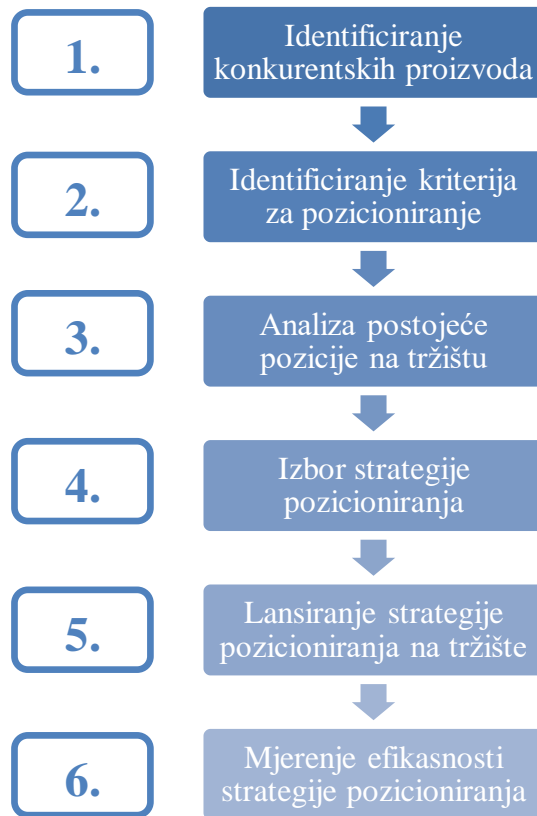 1.
Identificiranje
konkurentskih proizvoda
2.
Identificiranje kriterija
za pozicioniranje
3.
Analiza postojeće
pozicije na tržištu
4.
Izbor strategije
pozicioniranja
5.
Lansiranje strategije
pozicioniranja na tržište
6.
Mjerenje efikasnosti
strategije pozicioniranja